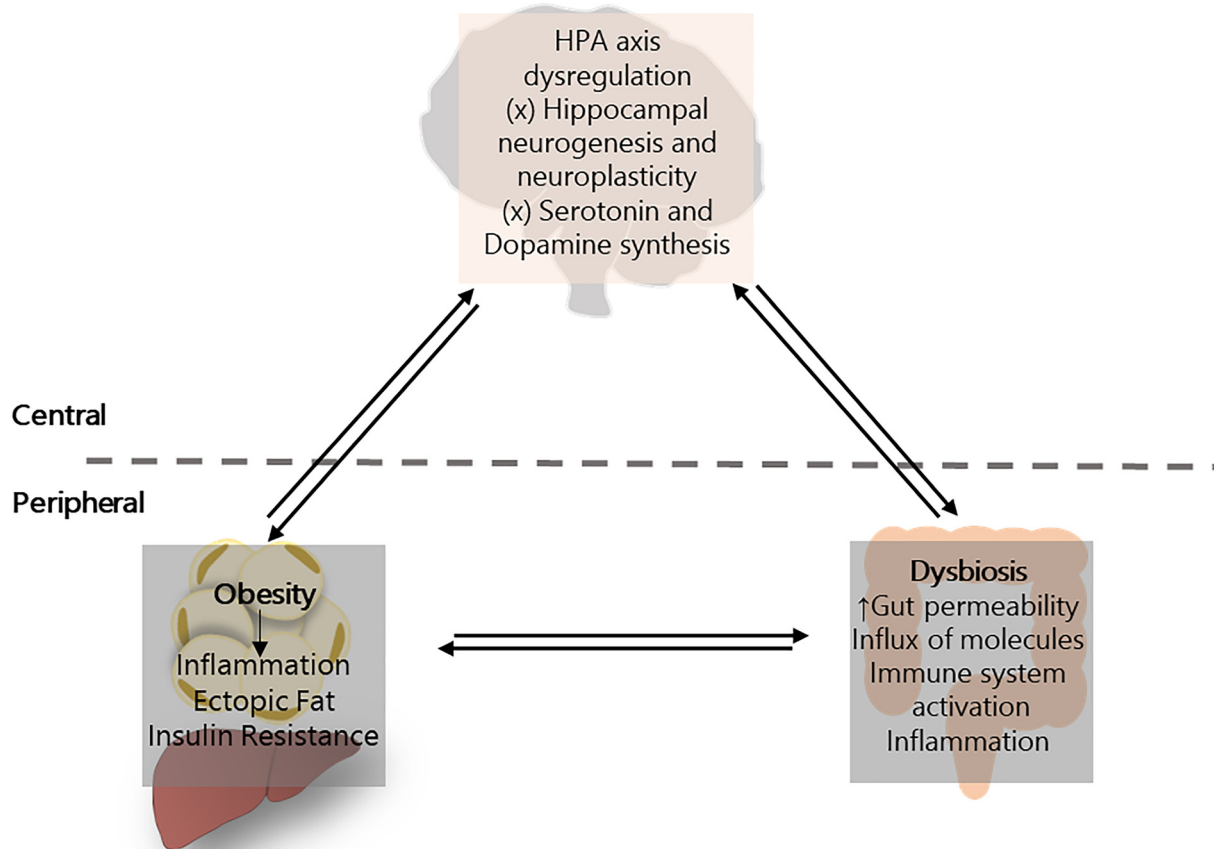 HPA axis
dysregulation
(x) Hippocampal
neurogenesis and
neuroplasticity
(x) Serotonin and
Dopamine synthesis
Central
Peripheral
Obesity
Inflammation
Ectopic Fat
Insulin Resistance
Dysbiosis
↑Gut permeability
Influx of molecules
Immune system
activation
Inflammation